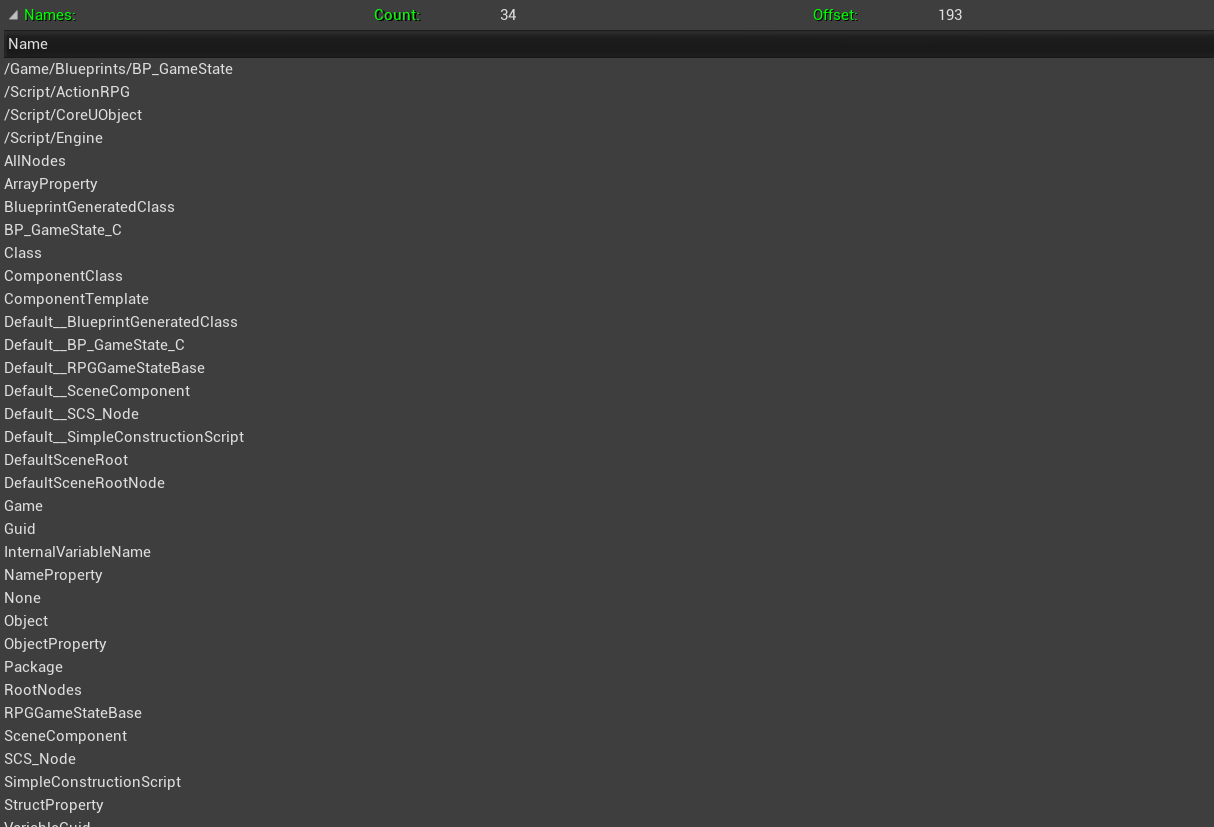 Names: Count: 34 Offset: 193
Name
/Game/Blueprints/BP_GameState
/Script/ActionRPG
/Script/CoreUObject
/Script/Engine
AllNodes
ArrayProperty
BlueprintGeneratedClass
BP_GameState_C
Class
ComponentClass
ComponentTemplate
Default__BlueprintGeneratedClass
Default__BP_GameState_C
Default__RPGGameStateBase
Default__SceneComponent
Default__SCS_Node
Default__SimpleConstructionScript
DefaultSceneRoot
DefaultSceneRootNode
Game
Guid
InternalVariableName
NameProperty
None
Object
ObjectProperty
Package
RootNodes
RPGGameStateBase
SceneComponent
SCS_Node
SimpleConstructionScript
StructProperty
VariableGuid